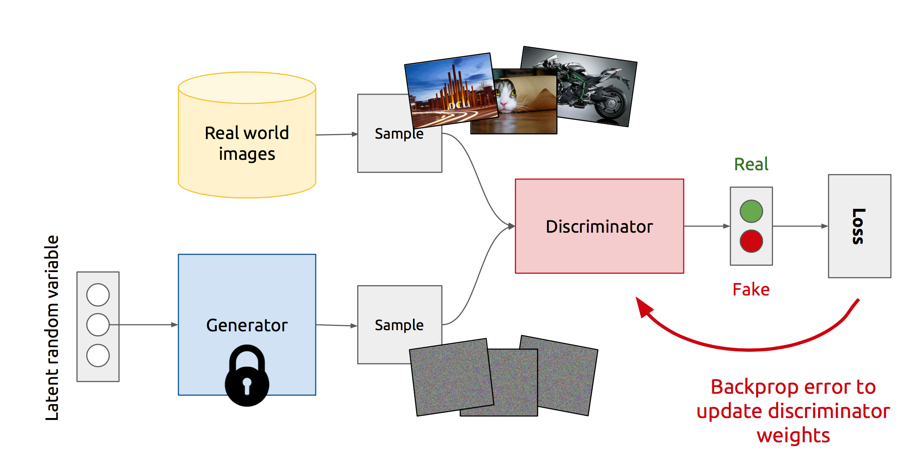 Real world
images
Sample
DCU
Real
Discriminator
Loss
Fake
Latent random variable
Generator
Sample
Backprop error to
update discriminator
weights